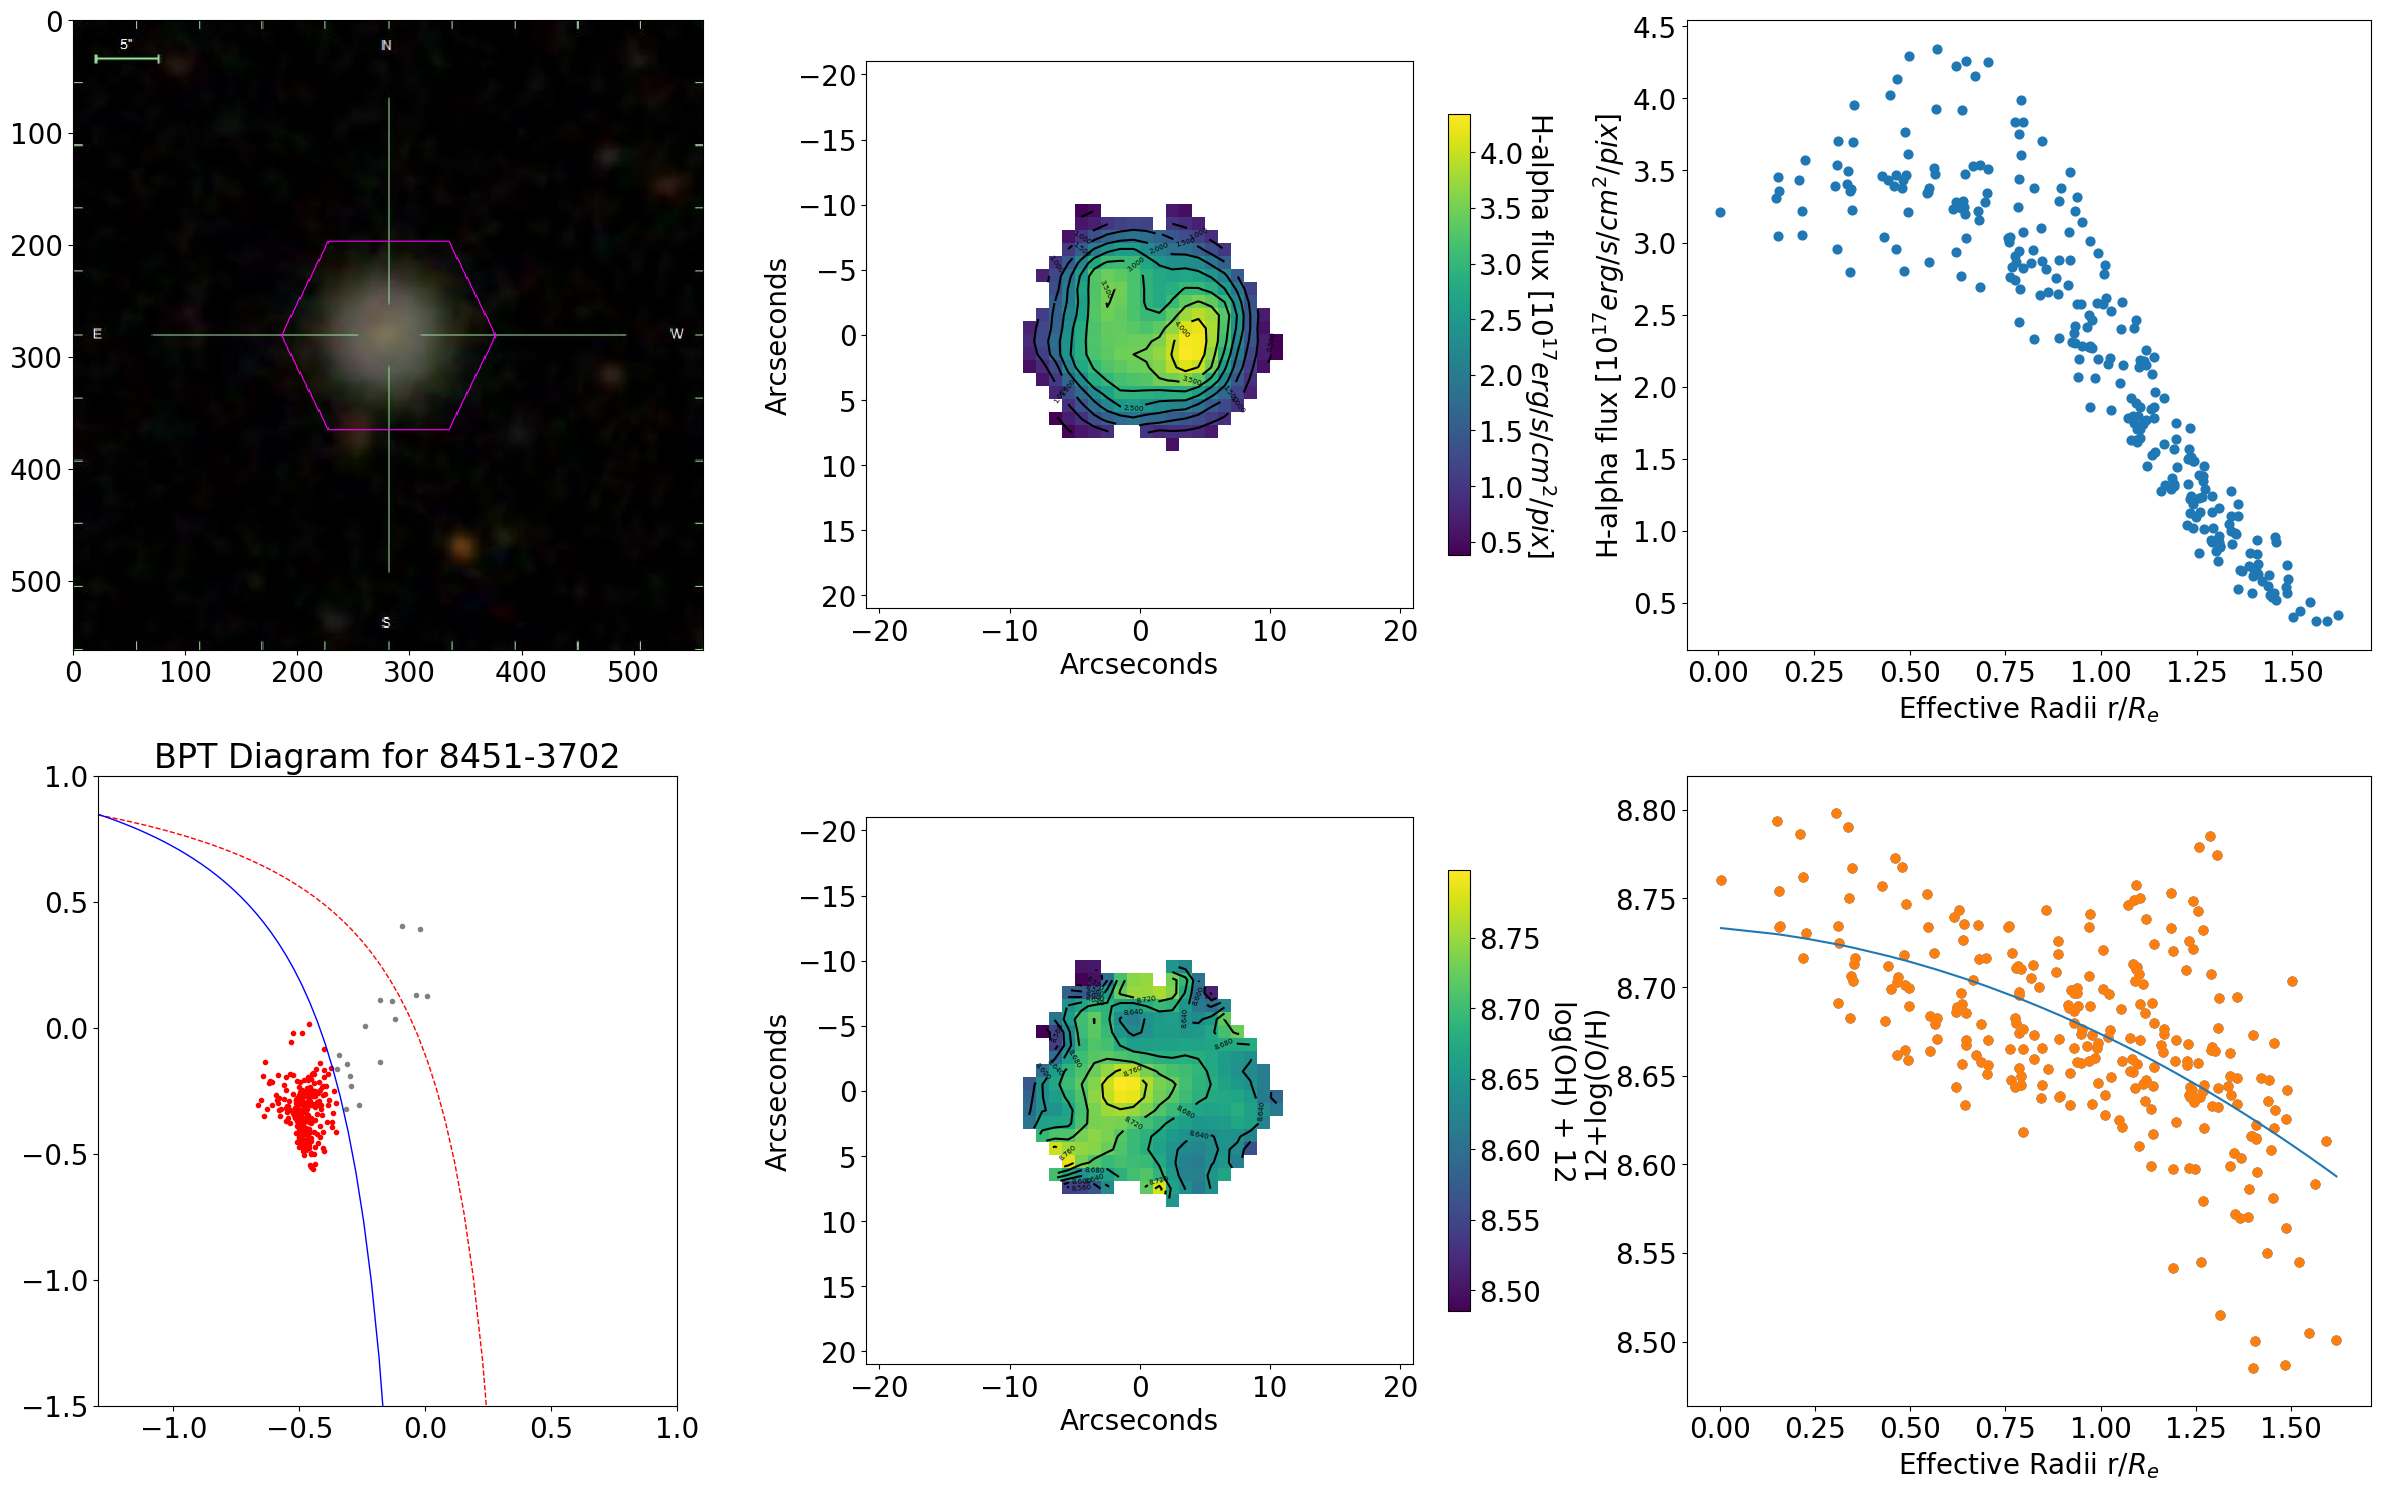 0
100
200
300
400
500
0 100 200 300 400 500
5"
N
E
W
S
−20
−15
−10
−5
0
5
10
15
20
−20 −10 0 10 20
Arcseconds
Arcseconds
4.0
3.5
3.0
2.5
2.0
1.5
1.0
0.5
H-alpha flux [10^17 erg/s/cm^2/pix]
H-alpha flux [10^17 erg/s/cm^2/pix]
4.5
4.0
3.5
3.0
2.5
2.0
1.5
1.0
0.5
0.00 0.25 0.50 0.75 1.00 1.25 1.50
Effective Radii r/R_e
BPT Diagram for 8451-3702
1.0
0.5
0.0
−0.5
−1.0
−1.5
−1.0 −0.5 0.0 0.5 1.0
−20
−15
−10
−5
0
5
10
15
20
−20 −10 0 10 20
Arcseconds
Arcseconds
8.75
8.70
8.65
8.60
8.55
8.50
log(OH) + 12
12+log(O/H)
8.80
8.75
8.70
8.65
8.60
8.55
8.50
0.00 0.25 0.50 0.75 1.00 1.25 1.50
Effective Radii r/R_e